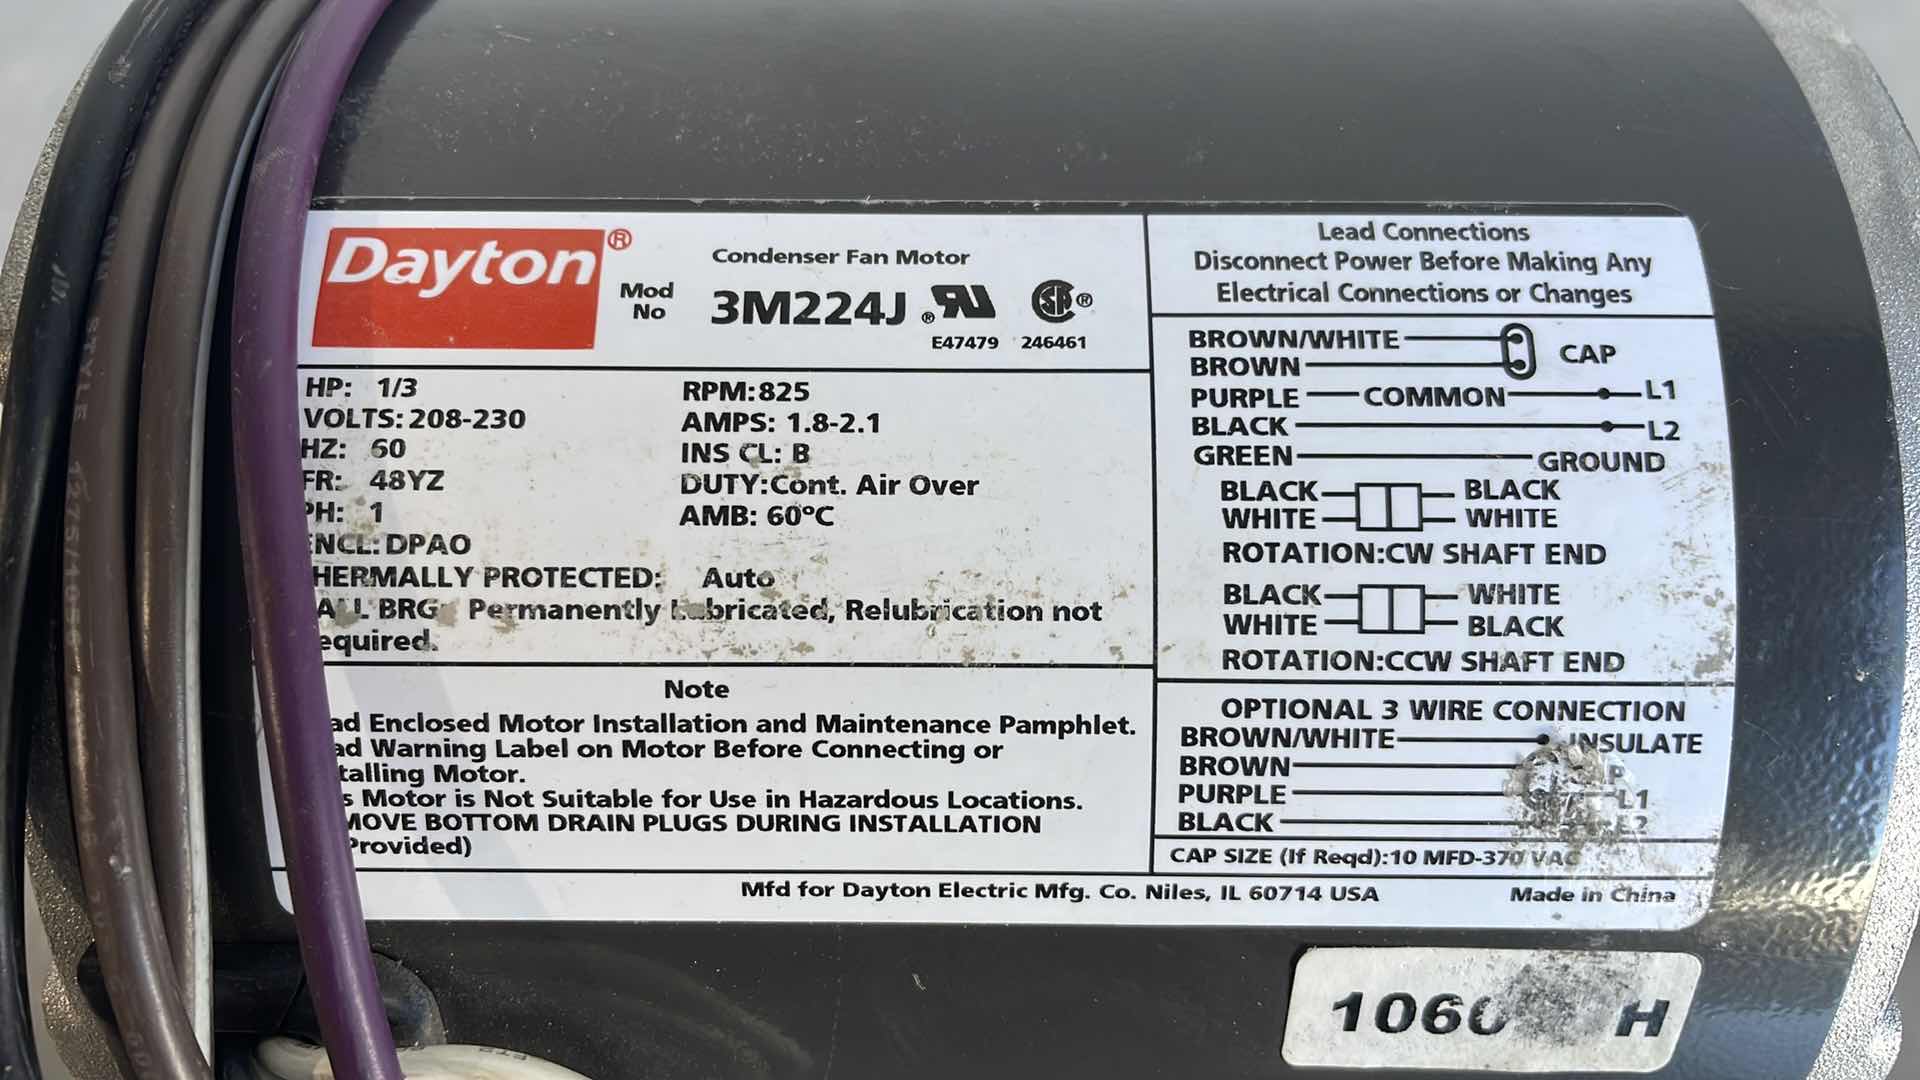 Dayton®
Condenser Fan Motor
Mod No 3M224J
E47479 246461
HP: 1/3
RPM:825
VOLTS: 208-230
AMPS: 1.8-2.1
HZ: 60
INS CL: B
FR: 48YZ
DUTY:Cont. Air Over
PH: 1
AMB: 60°C
ENCL: DPAO
THERMALLY PROTECTED: Auto
BALL BRG Permanently Lubricated, Relubrication not
required.
Note
Enclosed Motor Installation and Maintenance Pamphlet.
Warning Label on Motor Before Connecting or
Motor.
Motor is Not Suitable for Use in Hazardous Locations.
BOTTOM DRAIN PLUGS DURING INSTALLATION
Provided)
Lead Connections
Disconnect Power Before Making Any
Electrical Connections or Changes
BROWN/WHITE
BROWN
CAP
PURPLE COMMON L1
BLACK L2
GREEN GROUND
BLACK BLACK
WHITE WHITE
ROTATION:CW SHAFT END
BLACK WHITE
WHITE BLACK
ROTATION:CCW SHAFT END
OPTIONAL 3 WIRE CONNECTION
BROWN/WHITE INSULATE
BROWN
PURPLE L1
BLACK L2
CAP SIZE (If Reqd):10 MFD-370 VAC
Mfd for Dayton Electric Mfg. Co. Niles, IL 60714 USA
Made in China
1060 H